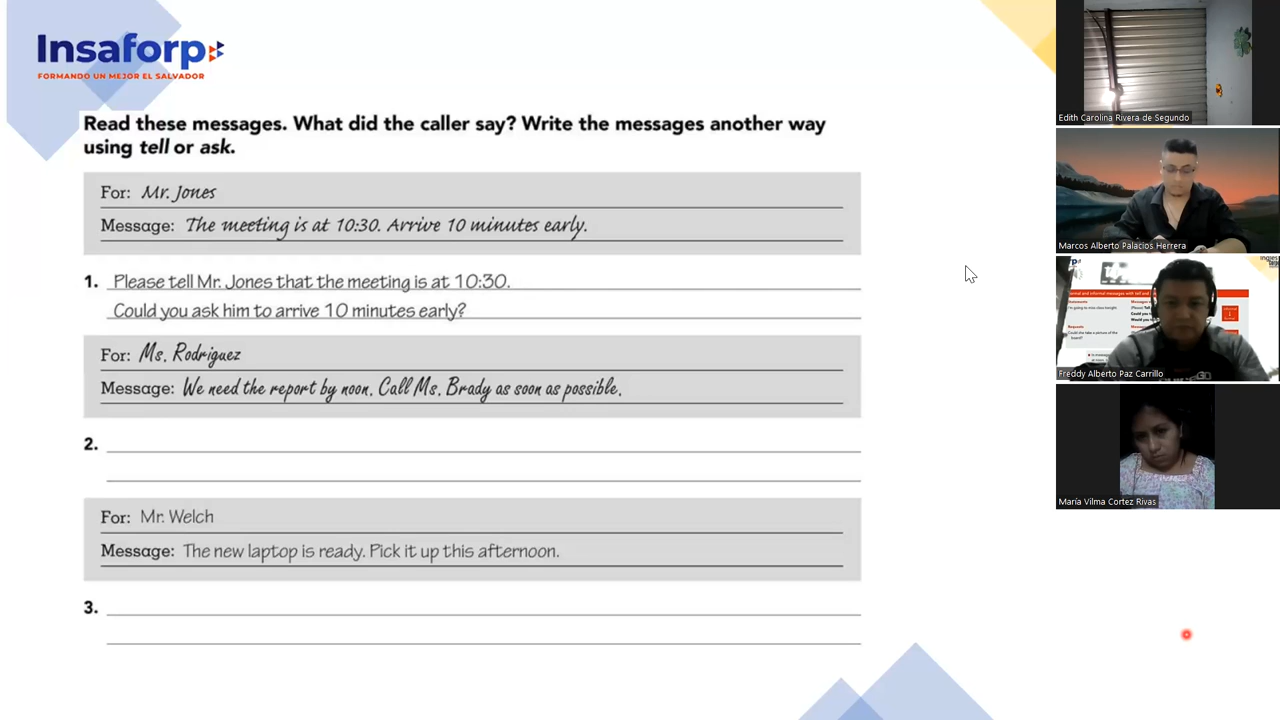 Insaforp
FORMANDO UN MEJOR EL SALVADOR
Read these messages. What did the caller say? Write the messages another way
using tell or ask.
For: Mr. Jones
Message: The meeting is at 10:30. Arrive 10 minutes early.
1. Please tell Mr. Jones that the meeting is at 10:30.
Could you ask him to arrive 10 minutes early?
For: Ms. Rodriguez
Message: We need the report by noon. Call Ms. Brady as soon as possible.
2.
For: Mr. Welch
Message: The new laptop is ready. Pick it up this afternoon.
3.
Edith Carolina Rivera de Segundo
Marcos Alberto Palacios Herrera
Freddy Alberto Paz Carrillo
María Vilma Cortez Rivas